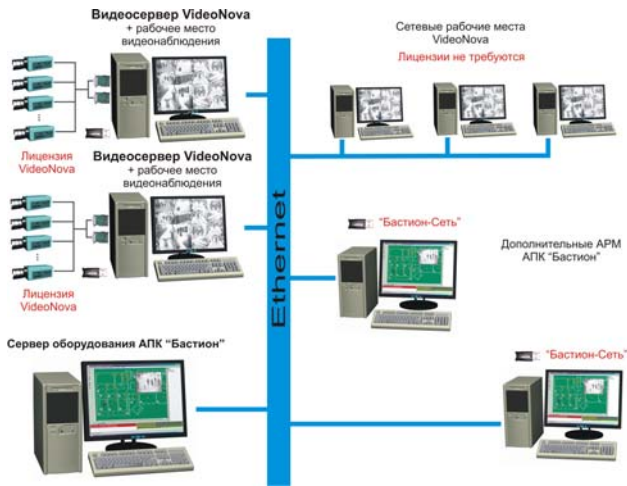 Видеосервер VideoNova
+ рабочее место
видеонаблюдения
Лицензия
VideoNova
Видеосервер VideoNova
+ рабочее место
видеонаблюдения
Лицензия
VideoNova
Сервер оборудования АПК “Бастион”
Ethernet
Сетевые рабочие места
VideoNova
Лицензии не требуются
“Бастион-Сеть”
Дополнительные АРМ
АПК “Бастион”
“Бастион-Сеть”